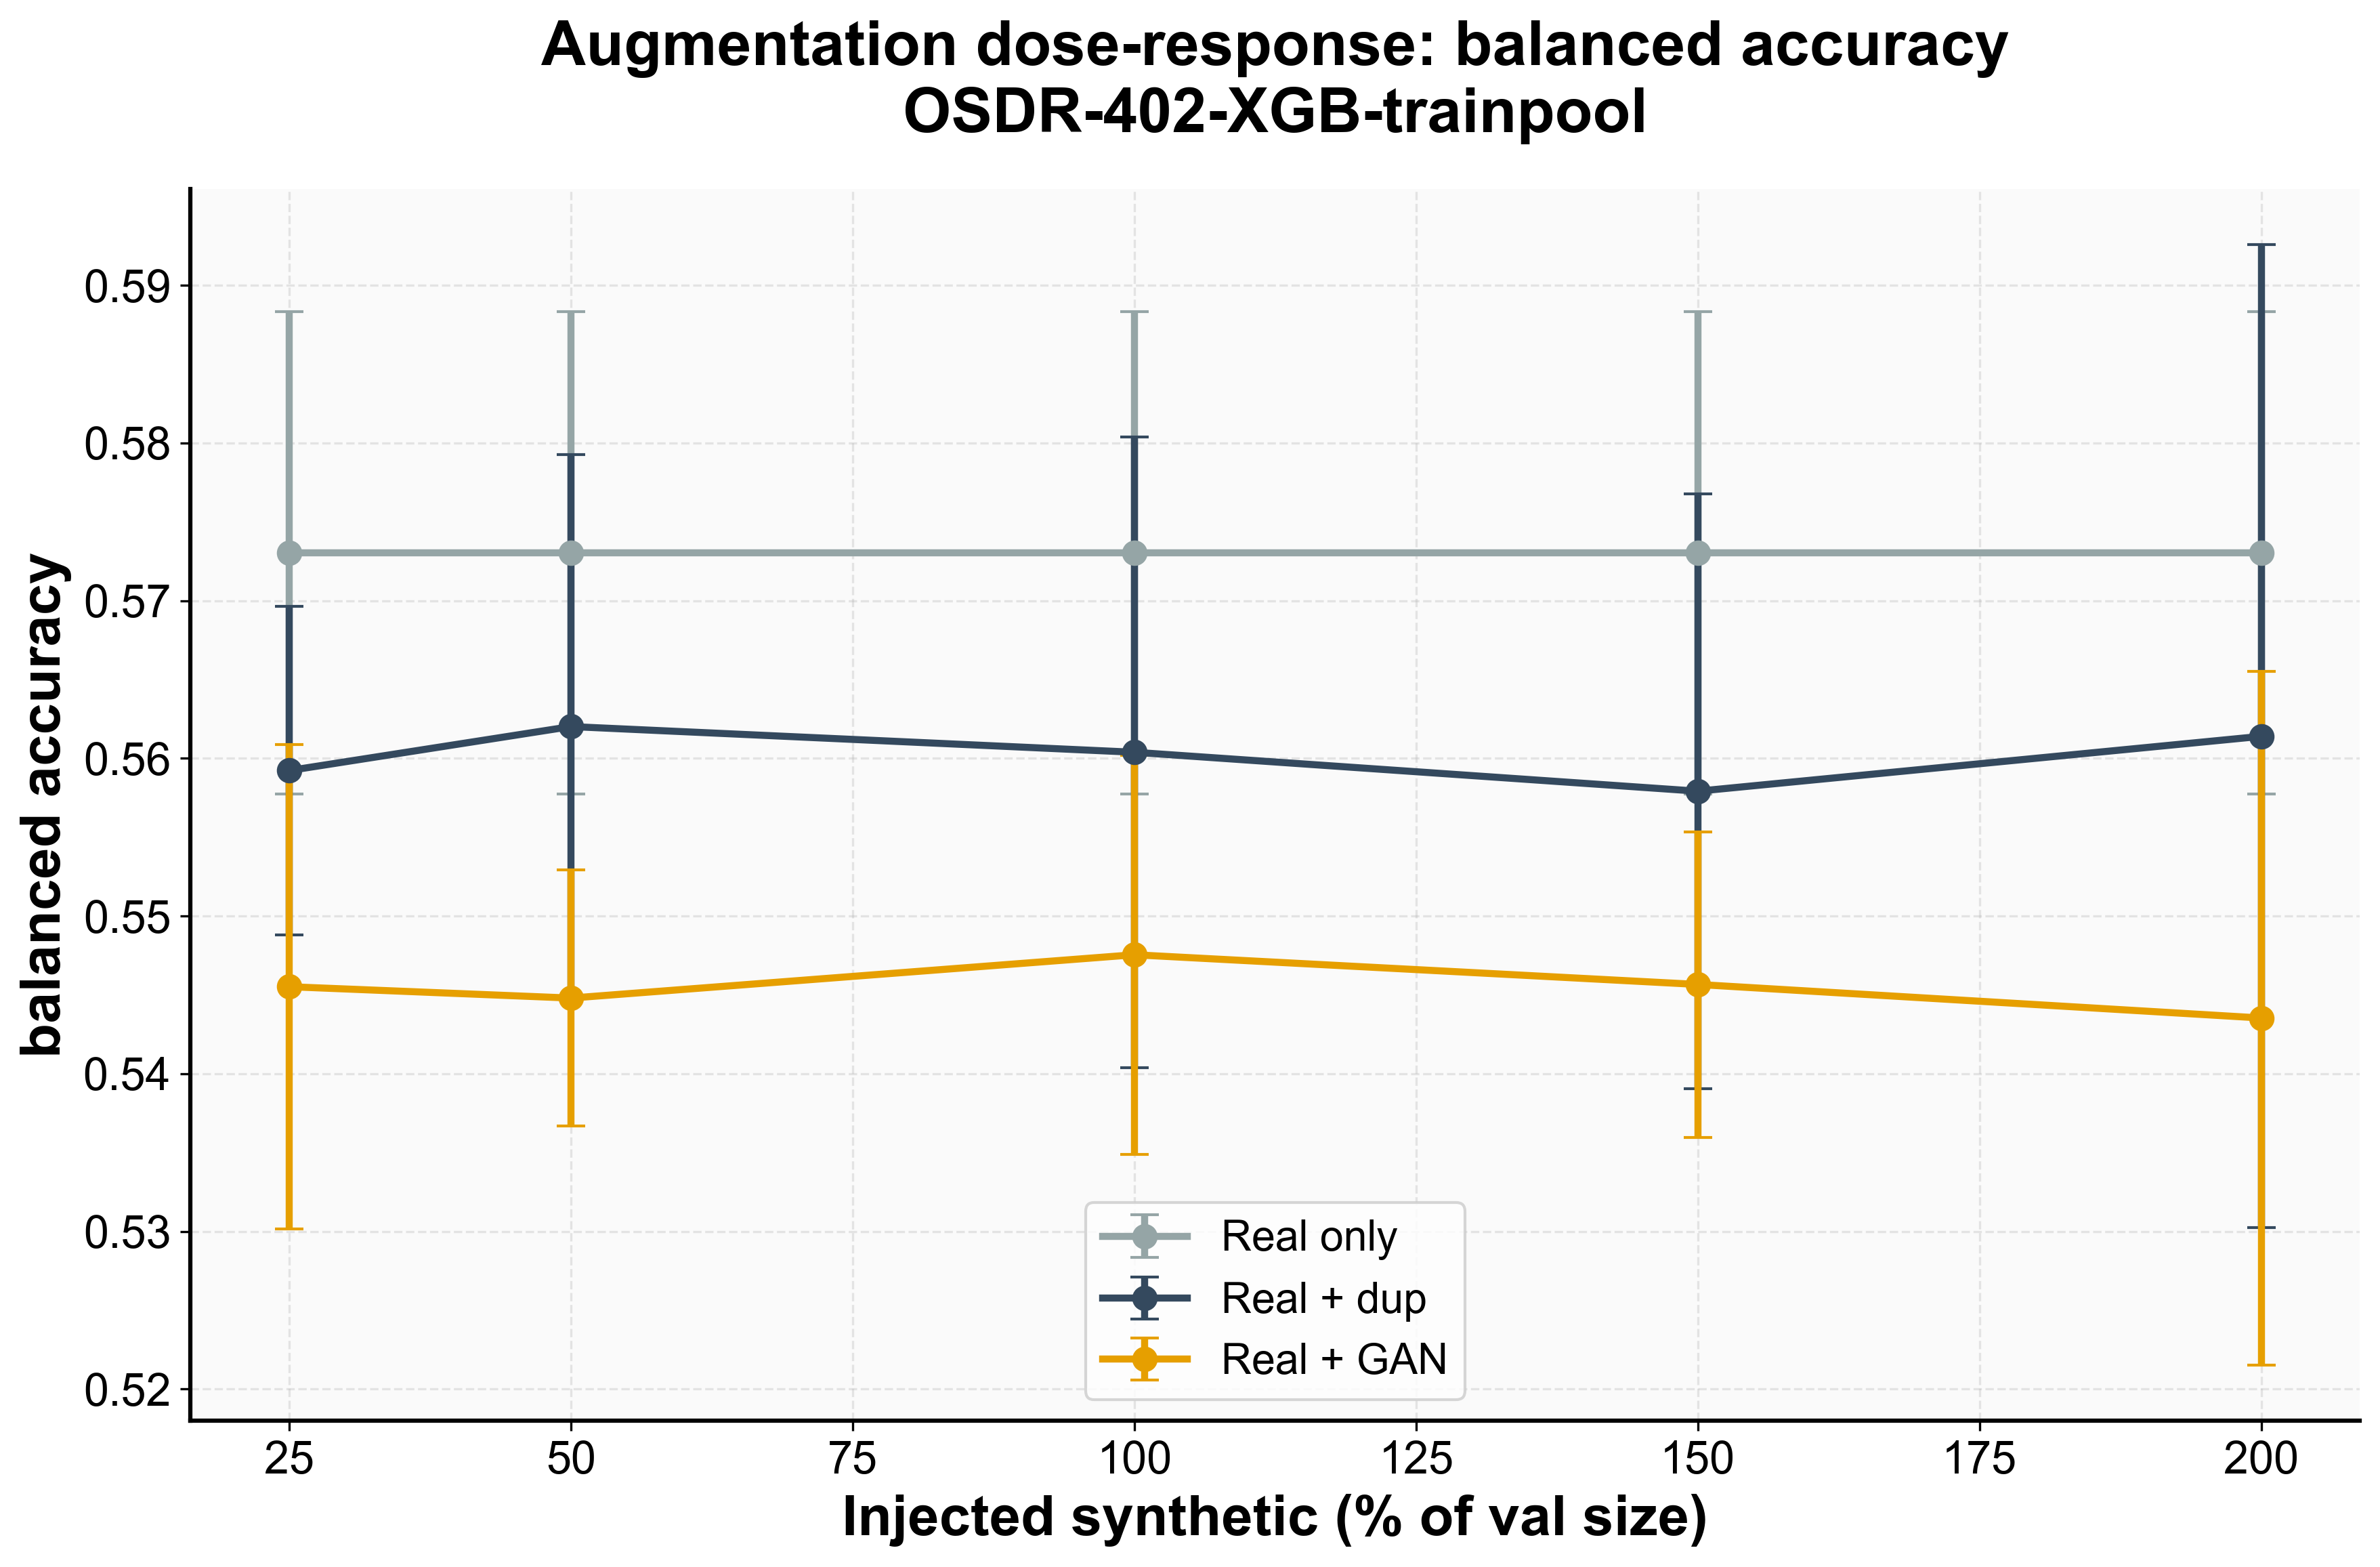 Augmentation dose-response: balanced accuracy
OSDR-402-XGB-trainpool
balanced accuracy
0.59
0.58
0.57
0.56
0.55
0.54
0.53
0.52
Real only
Real + dup
Real + GAN
25 50 75 100 125 150 175 200
Injected synthetic (% of val size)